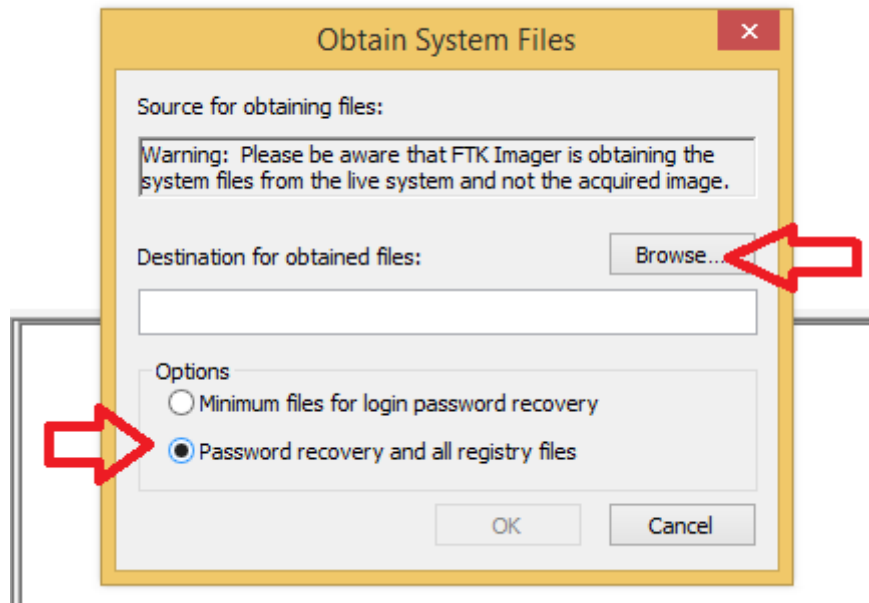 Obtain System Files
Source for obtaining files:
Warning: Please be aware that FTK Imager is obtaining the
system files from the live system and not the acquired image.
Destination for obtained files:
Browse...
Options
Minimum files for login password recovery
Password recovery and all registry files
OK
Cancel